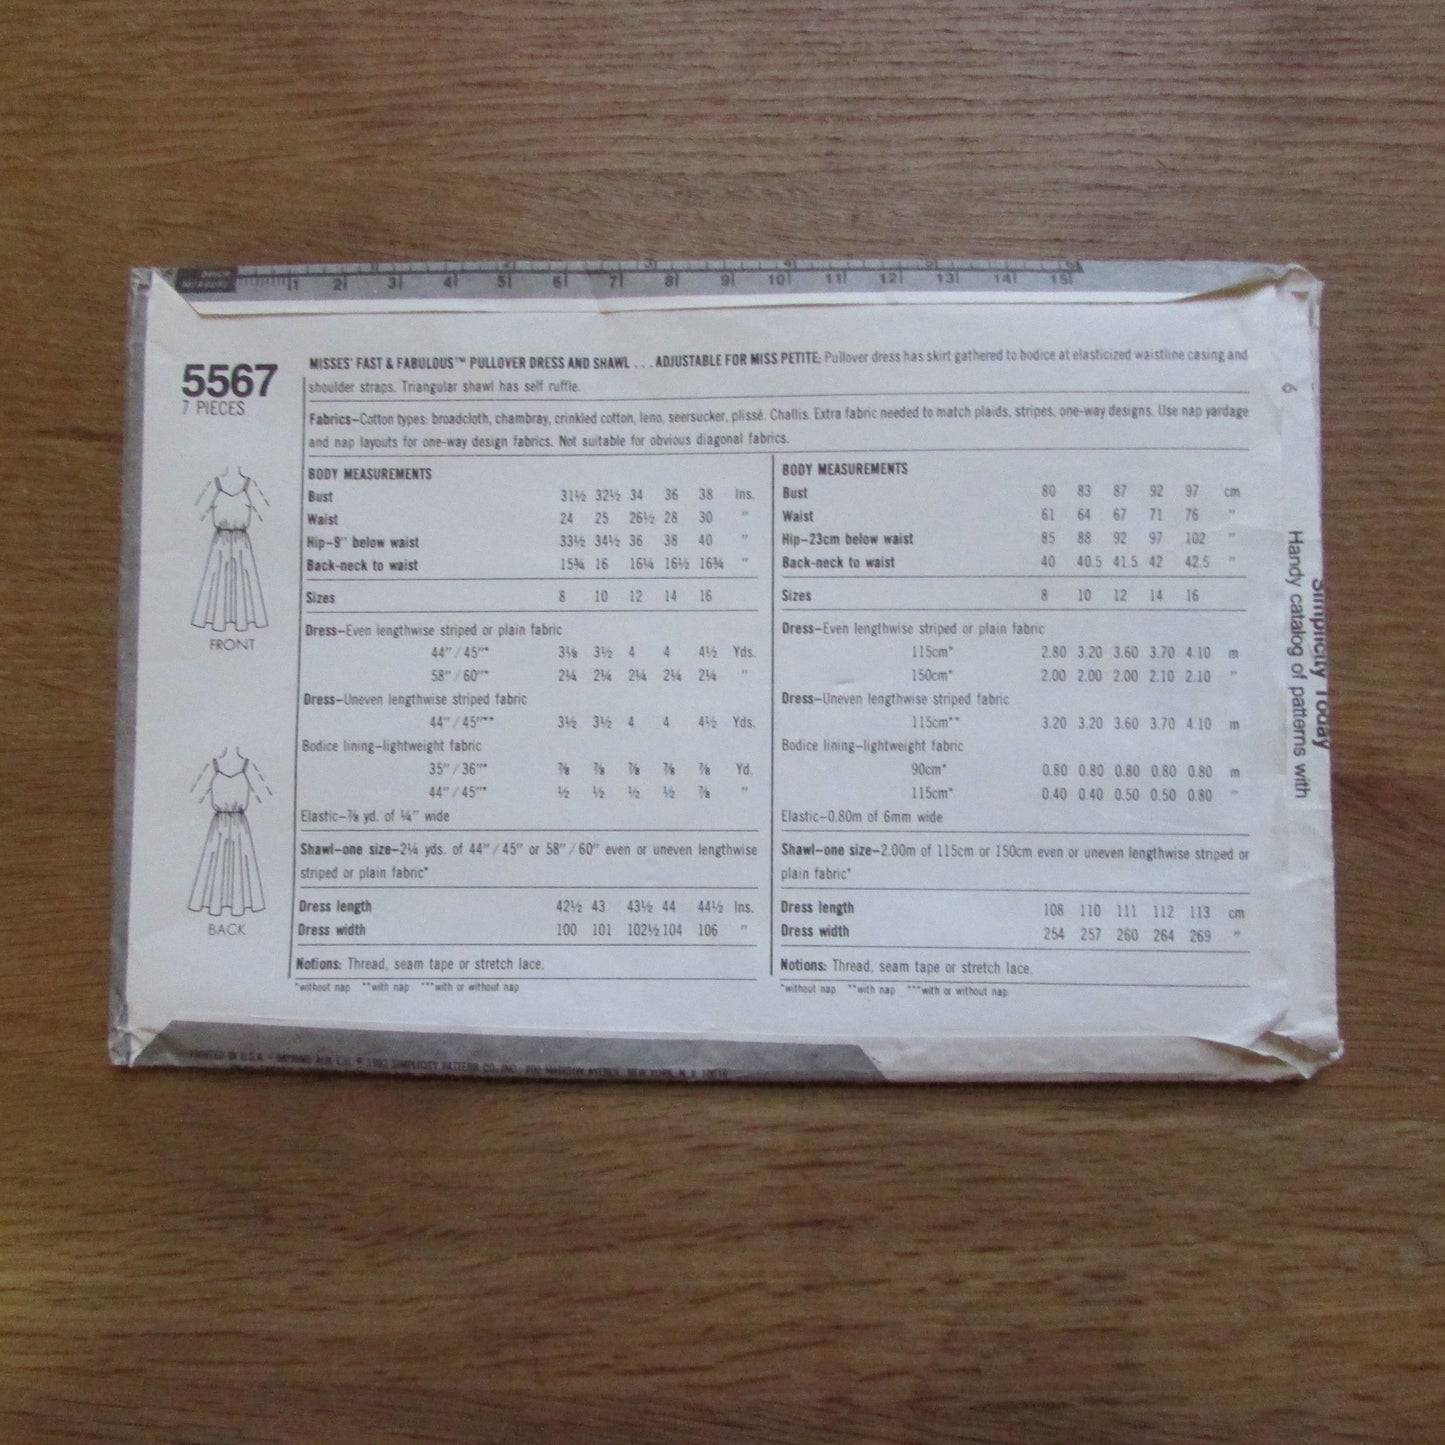 1 2 3 4 5 6 7 8 9 10 11 12 13 14 15
5567
7 PIECES
FRONT
BACK
MISSES' FAST & FABULOUS™ PULLOVER DRESS AND SHAWL . . . ADJUSTABLE FOR MISS PETITE: Pullover dress has skirt gathered to bodice at elasticized waistline casing and
shoulder straps. Triangular shawl has self ruffle.
Fabrics—Cotton types: broadcloth, chambray, crinkled cotton, leno, seersucker, plissé. Challis. Extra fabric needed to match plaids, stripes, one-way designs. Use nap yardage
and nap layouts for one-way design fabrics. Not suitable for obvious diagonal fabrics.
BODY MEASUREMENTS
Bust 31½ 32½ 34 36 38 Ins.
Waist 24 25 26½ 28 30 "
Hip—9" below waist 33½ 34½ 36 38 40 "
Back-neck to waist 15¾ 16 16¼ 16½ 16¾ "
Sizes 8 10 12 14 16
Dress—Even lengthwise striped or plain fabric
44"/45"* 3⅛ 3½ 4 4 4½ Yds.
58"/60"* 2¼ 2¼ 2¼ 2¼ 2¼ "
Dress—Uneven lengthwise striped fabric
44"/45"** 3½ 3½ 4 4 4½ Yds.
Bodice lining—lightweight fabric
35"/36"* ⅞ ⅞ ⅞ ⅞ ⅞ Yd.
44"/45"* ½ ½ ½ ½ ⅞ "
Elastic—⅞ yd. of ¼" wide
Shawl—one size—2¼ yds. of 44"/45" or 58"/60" even or uneven lengthwise
striped or plain fabric*
Dress length 42½ 43 43½ 44 44½ Ins.
Dress width 100 101 102½ 104 106 "
Notions: Thread, seam tape or stretch lace.
*without nap **with nap ***with or without nap
BODY MEASUREMENTS
Bust 80 83 87 92 97 cm
Waist 61 64 67 71 76 "
Hip—23cm below waist 85 88 92 97 102 "
Back-neck to waist 40 40.5 41.5 42 42.5 "
Sizes 8 10 12 14 16
Dress—Even lengthwise striped or plain fabric
115cm* 2.80 3.20 3.60 3.70 4.10 m
150cm* 2.00 2.00 2.00 2.10 2.10 "
Dress—Uneven lengthwise striped fabric
115cm** 3.20 3.20 3.60 3.70 4.10 m
Bodice lining—lightweight fabric
90cm* 0.80 0.80 0.80 0.80 0.80 m
115cm* 0.40 0.40 0.50 0.50 0.80 "
Elastic—0.80m of 6mm wide
Shawl—one size—2.00m of 115cm or 150cm even or uneven lengthwise striped or
plain fabric*
Dress length 108 110 111 112 113 cm
Dress width 254 257 260 264 269 "
Notions: Thread, seam tape or stretch lace.
*without nap **with nap ***with or without nap
Simplicity Today
Handy catalog of patterns with
PRINTED IN U.S.A. SIMPLICITY PATTERN CO. INC. 200 MADISON AVENUE, NEW YORK, N.Y. 10016